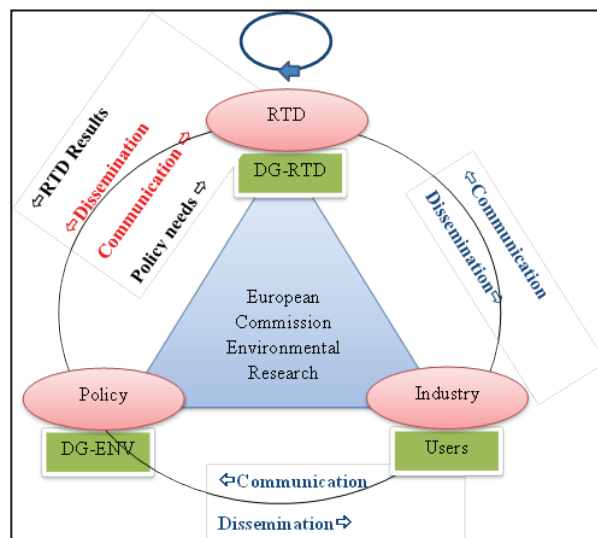 RTD
DG-RTD
⇦RTD Results
⇦Dissemination
Communication⇨
Policy needs ⇨
⇦Communication
Dissemination⇨
European
Commission
Environmental
Research
Policy
DG-ENV
Industry
Users
⇦Communication
Dissemination⇨